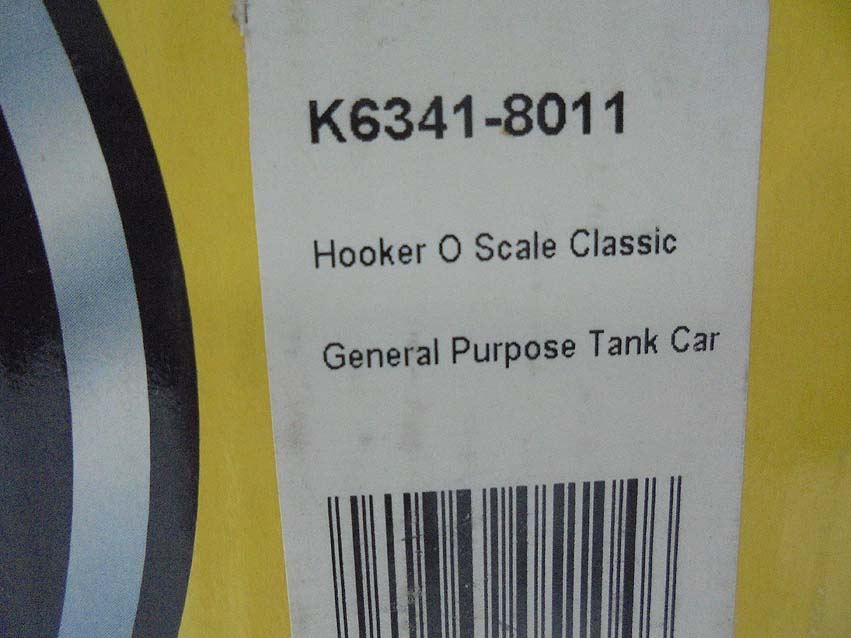 K6341-8011
Hooker O Scale Classic
General Purpose Tank Car